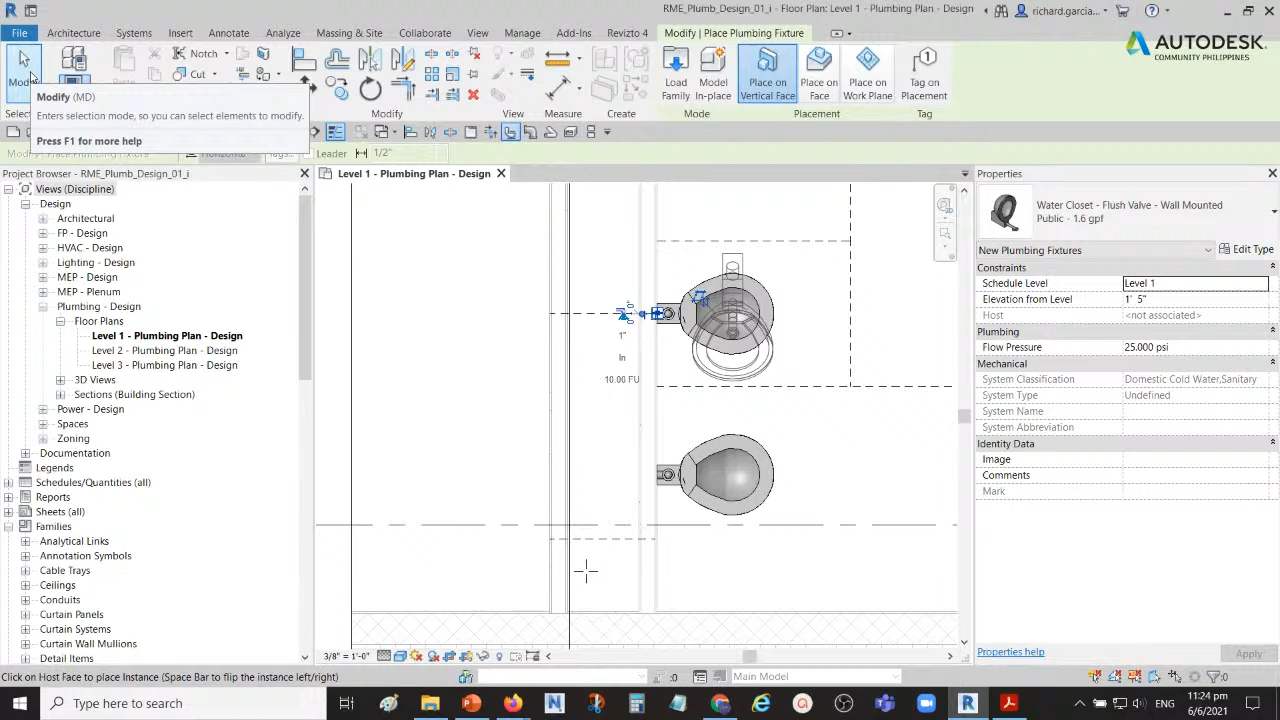 RME_Plumb_Design_01_i - Floor Plan: Level 1 - Plumbing Plan - Design
richard.garcia...
File
Architecture
Systems
Insert
Annotate
Analyze
Massing & Site
Collaborate
View
Manage
Add-Ins
Revizto 4
Modify | Place Plumbing Fixture
AUTODESK.
COMMUNITY PHILIPPINES
Notch
Cut
Load Family
Model In-place
Place on Vertical Face
Place on Face
Place on Work Plane
Tag on Placement
Modify
View
Measure
Create
Mode
Placement
Tag
Modify (MD)
Enters selection mode, so you can select elements to modify.
Press F1 for more help
Leader
1/2"
Project Browser - RME_Plumb_Design_01_i
Views (Discipline)
Design
Architectural
FP - Design
HVAC - Design
Lighting - Design
MEP - Design
MEP - Plenum
Plumbing - Design
Floor Plans
Level 1 - Plumbing Plan - Design
Level 2 - Plumbing Plan - Design
Level 3 - Plumbing Plan - Design
3D Views
Sections (Building Section)
Power - Design
Spaces
Zoning
Documentation
Legends
Schedules/Quantities (all)
Reports
Sheets (all)
Families
Analytical Links
Annotation Symbols
Cable Trays
Ceilings
Conduits
Curtain Panels
Curtain Systems
Curtain Wall Mullions
Detail Items
Level 1 - Plumbing Plan - Design
1"
In
10.00 FU
3/8" = 1'-0"
Properties
Water Closet - Flush Valve - Wall Mounted
Public - 1.6 gpf
New Plumbing Fixtures
Edit Type
Constraints
Schedule Level Level 1
Elevation from Level 1' 5"
Host <not associated>
Plumbing
Flow Pressure 25.000 psi
Mechanical
System Classification Domestic Cold Water,Sanitary
System Type Undefined
System Name
System Abbreviation
Identity Data
Image
Comments
Mark
Properties help
Apply
Click on Host Face to place Instance (Space Bar to flip the instance left/right)
:0
Main Model
:0
Type here to search
ENG
11:24 pm
6/6/2021